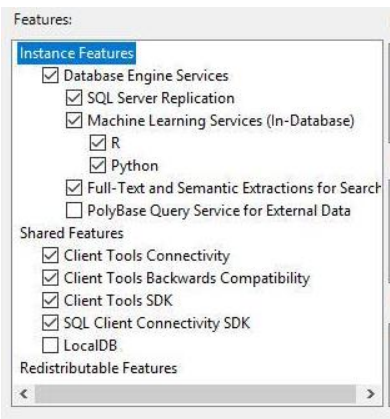 Features:
Instance Features
Database Engine Services
SQL Server Replication
Machine Learning Services (In-Database)
R
Python
Full-Text and Semantic Extractions for Search
PolyBase Query Service for External Data
Shared Features
Client Tools Connectivity
Client Tools Backwards Compatibility
Client Tools SDK
SQL Client Connectivity SDK
LocalDB
Redistributable Features